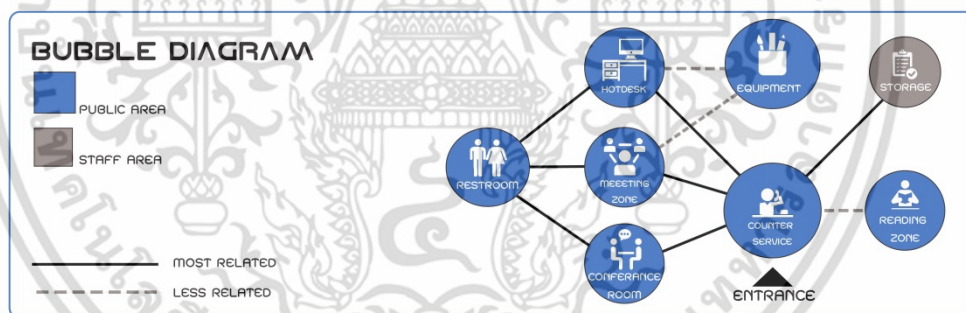 BUBBLE DIAGRAM
PUBLIC AREA
STAFF AREA
MOST RELATED
LESS RELATED
HOTDESK
EQUIPMENT
STORAGE
RESTROOM
MEEETING
ZONE
COUNTER
SERVICE
READING
ZONE
CONFERANCE
ROOM
ENTRANCE